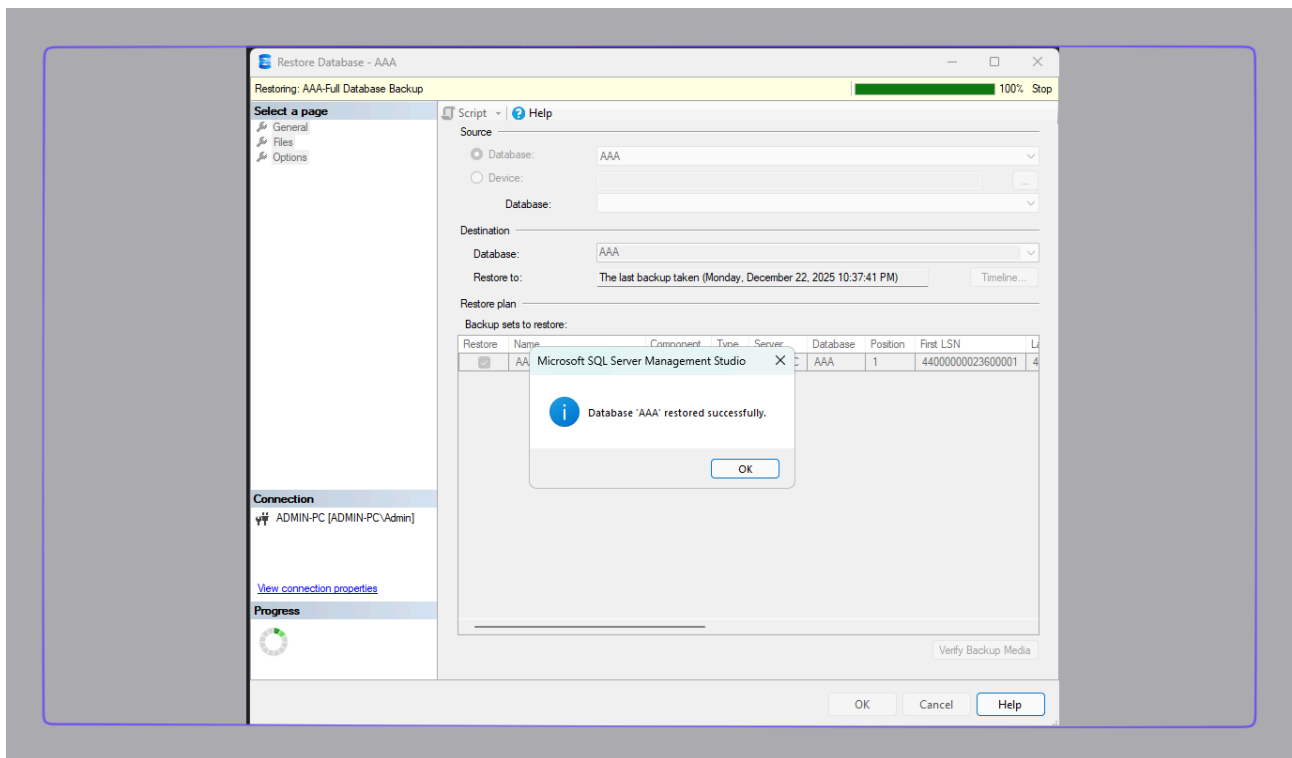 Restore Database - AAA
Restoring: AAA-Full Database Backup
100% Stop
Select a page
General
Files
Options
Script Help
Source
Database: AAA
Device: ...
Database:
Destination
Database: AAA
Restore to: The last backup taken (Monday, December 22, 2025 10:37:41 PM) Timeline...
Restore plan
Backup sets to restore:
Restore Name Component Type Server Database Position First LSN
AAA 1 44000000023600001 4
Microsoft SQL Server Management Studio
Database 'AAA' restored successfully.
OK
Connection
ADMIN-PC [ADMIN-PC\Admin]
View connection properties
Progress
Verify Backup Media
OK Cancel Help